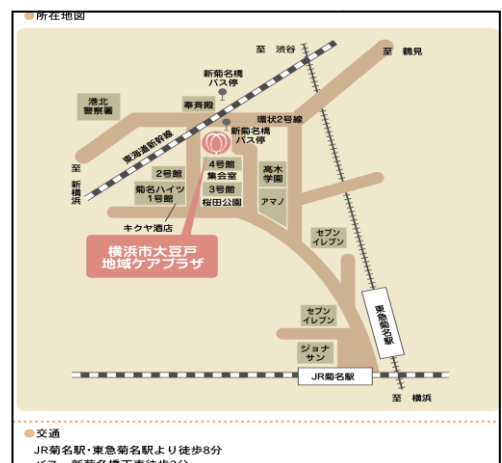 ●所在地図
至 渋谷
至 鶴見
新菊名橋
バス停
港北
警察署
奉斉殿
環状2号線
東海道新幹線
新菊名橋
バス停
至 新横浜
2号館
4号館
集会室
高木
学園
菊名ハイツ
1号館
3号館
桜田公園
アマノ
キクヤ酒店
横浜市大豆戸
地域ケアプラザ
セブン
イレブン
セブン
イレブン
東急菊名駅
ジョナ
サン
JR菊名駅
至 横浜
●交通
JR菊名駅・東急菊名駅より徒歩8分